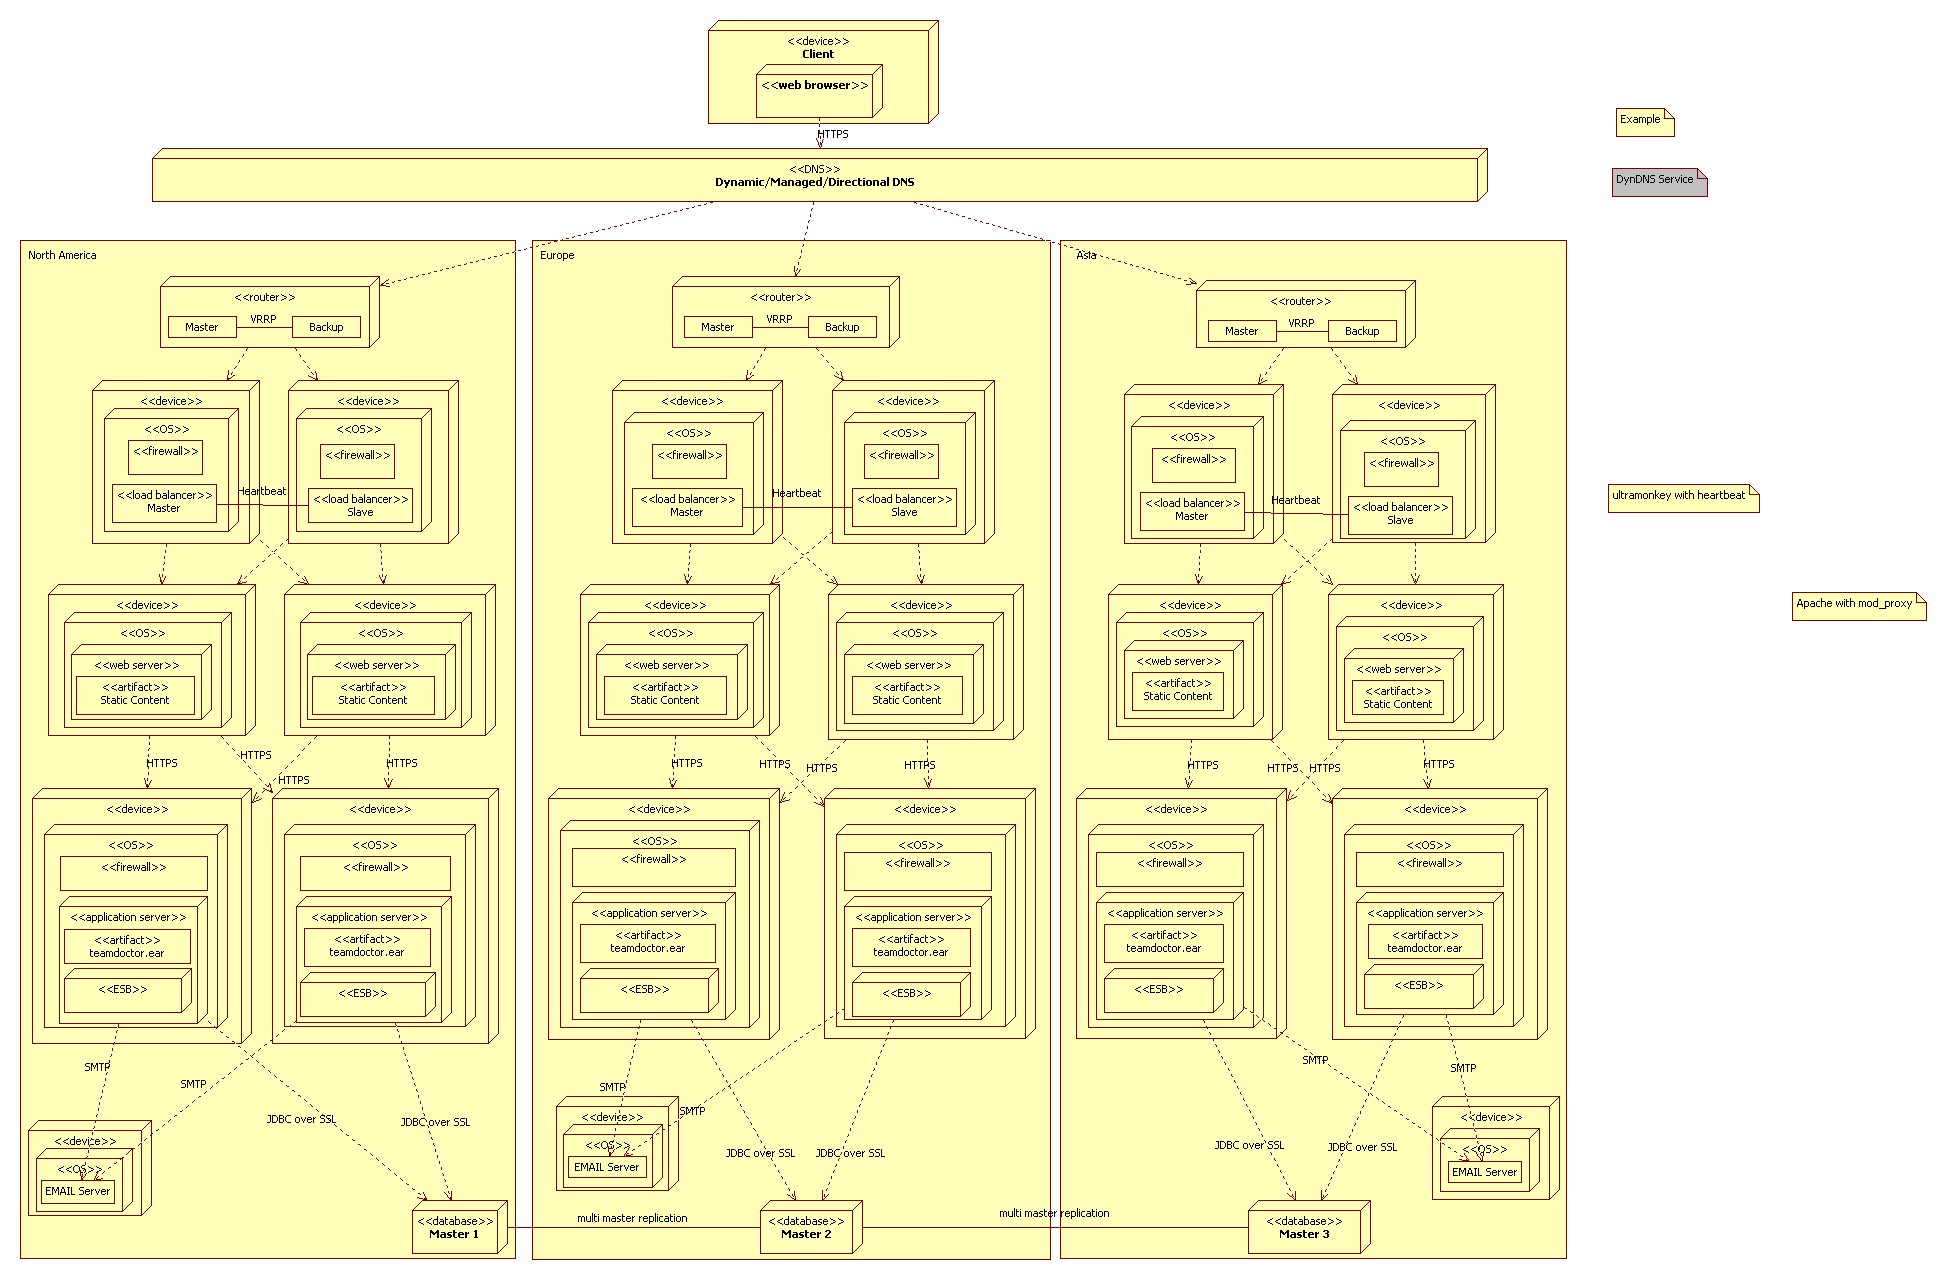 <<device>>
Client
<<web browser>>
HTTPS
Example
<<DNS>>
Dynamic/Managed/Directional DNS
DynDNS Service
North America
Europe
Asia
<<router>>
VRRP
Master
Backup
<<router>>
VRRP
Master
Backup
<<router>>
VRRP
Master
Backup
<<device>>
<<OS>>
<<firewall>>
<<load balancer>>
Master
Heartbeat
<<device>>
<<OS>>
<<firewall>>
<<load balancer>>
Slave
<<device>>
<<OS>>
<<firewall>>
<<load balancer>>
Master
Heartbeat
<<device>>
<<OS>>
<<firewall>>
<<load balancer>>
Slave
<<device>>
<<OS>>
<<firewall>>
<<load balancer>>
Master
Heartbeat
<<device>>
<<OS>>
<<firewall>>
<<load balancer>>
Slave
ultramonkey with heartbeat
<<device>>
<<OS>>
<<web server>>
<<artifact>>
Static Content
<<device>>
<<OS>>
<<web server>>
<<artifact>>
Static Content
<<device>>
<<OS>>
<<web server>>
<<artifact>>
Static Content
<<device>>
<<OS>>
<<web server>>
<<artifact>>
Static Content
<<device>>
<<OS>>
<<web server>>
<<artifact>>
Static Content
<<device>>
<<OS>>
<<web server>>
<<artifact>>
Static Content
Apache with mod_proxy
HTTPS
HTTPS
HTTPS
HTTPS
HTTPS
HTTPS
HTTPS
HTTPS
HTTPS
HTTPS
HTTPS
HTTPS
<<device>>
<<OS>>
<<firewall>>
<<application server>>
<<artifact>>
teamdoctor.ear
<<ESB>>
<<device>>
<<OS>>
<<firewall>>
<<application server>>
<<artifact>>
teamdoctor.ear
<<ESB>>
<<device>>
<<OS>>
<<firewall>>
<<application server>>
<<artifact>>
teamdoctor.ear
<<ESB>>
<<device>>
<<OS>>
<<firewall>>
<<application server>>
<<artifact>>
teamdoctor.ear
<<ESB>>
<<device>>
<<OS>>
<<firewall>>
<<application server>>
<<artifact>>
teamdoctor.ear
<<ESB>>
<<device>>
<<OS>>
<<firewall>>
<<application server>>
<<artifact>>
teamdoctor.ear
<<ESB>>
SMTP
SMTP
JDBC over SSL
JDBC over SSL
SMTP
SMTP
JDBC over SSL
JDBC over SSL
SMTP
SMTP
JDBC over SSL
JDBC over SSL
<<device>>
<<OS>>
EMAIL Server
<<device>>
<<OS>>
EMAIL Server
<<device>>
<<OS>>
EMAIL Server
<<database>>
Master 1
multi master replication
<<database>>
Master 2
multi master replication
<<database>>
Master 3